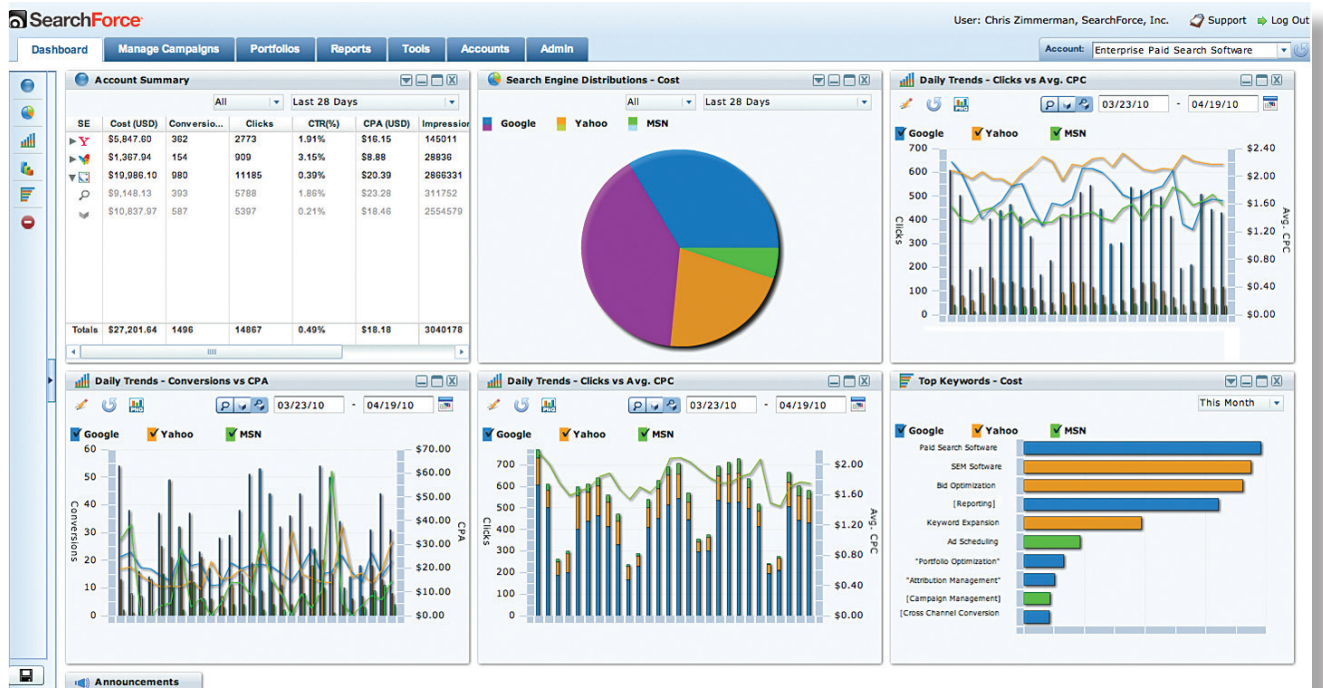 SearchForce
User: Chris Zimmerman, SearchForce, Inc. Support Log Out
Dashboard Manage Campaigns Portfolios Reports Tools Accounts Admin
Account: Enterprise Paid Search Software
Account Summary
All Last 28 Days
SE Cost (USD) Conversio... Clicks CTR(%) CPA (USD) Impression
$5,847.60 362 2773 1.91% $16.15 145011
$1,367.94 154 909 3.15% $8.88 28836
$19,986.10 980 11185 0.39% $20.39 2866331
$9,148.13 393 5788 1.86% $23.28 311752
$10,837.97 587 5397 0.21% $18.46 2554579
Totals $27,201.64 1496 14867 0.49% $18.18 3040178
Search Engine Distributions - Cost
All Last 28 Days
Google Yahoo MSN
Daily Trends - Clicks vs Avg. CPC
03/23/10 - 04/19/10
Google Yahoo MSN
700 $2.40
600 $2.00
500 $1.60
400 $1.20
300 $0.80
200 $0.40
100 $0.00
0
Clicks
Avg. CPC
Daily Trends - Conversions vs CPA
03/23/10 - 04/19/10
Google Yahoo MSN
60 $70.00
50 $60.00
40 $50.00
30 $40.00
20 $30.00
10 $20.00
0 $10.00
$0.00
Conversions
CPA
Daily Trends - Clicks vs Avg. CPC
03/23/10 - 04/19/10
Google Yahoo MSN
700 $2.00
600 $1.60
500 $1.20
400 $0.80
300 $0.40
200 $0.00
100
0
Clicks
Avg. CPC
Top Keywords - Cost
This Month
Google Yahoo MSN
Paid Search Software
SEM Software
Bid Optimization
[Reporting]
Keyword Expansion
Ad Scheduling
"Portfolio Optimization"
"Attribution Management"
[Campaign Management]
[Cross Channel Conversion
Announcements